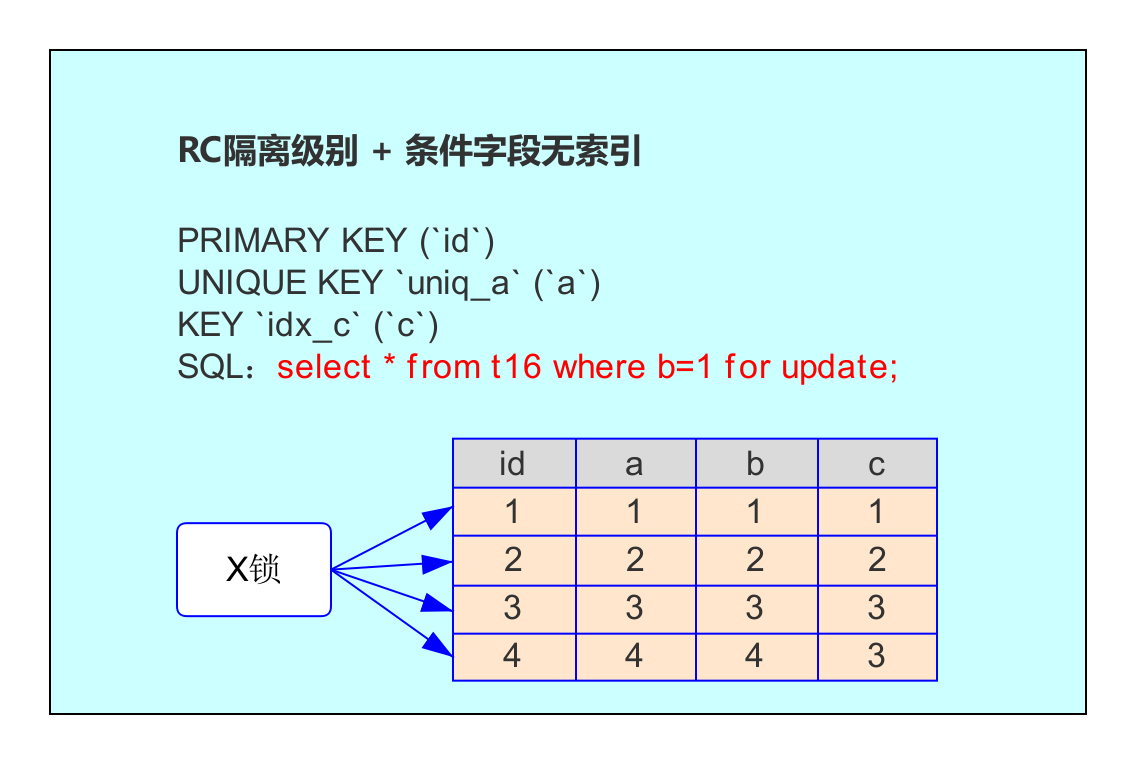 RC隔离级别 + 条件字段无索引
PRIMARY KEY (`id`)
UNIQUE KEY `uniq_a` (`a`)
KEY `idx_c` (`c`)
SQL：select * from t16 where b=1 for update;
id a b c
1 1 1 1
2 2 2 2
3 3 3 3
4 4 4 3
X锁